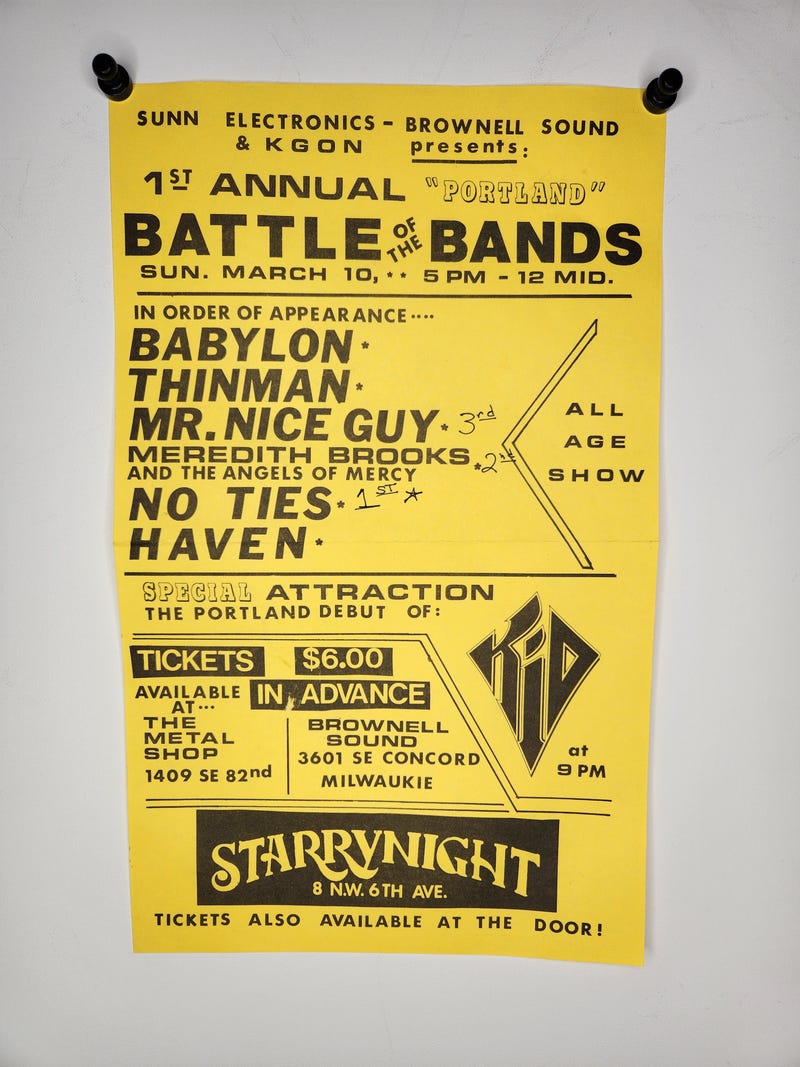 SUNN ELECTRONICS - BROWNELL SOUND
& KGON presents:
1ST ANNUAL "PORTLAND"
BATTLE OF THE BANDS
SUN. MARCH 10, ** 5 PM - 12 MID.
IN ORDER OF APPEARANCE....
BABYLON *
THINMAN *
MR. NICE GUY * 3rd
MEREDITH BROOKS
AND THE ANGELS OF MERCY * 2nd
NO TIES * 1ST ★
HAVEN *
ALL
AGE
SHOW
SPECIAL ATTRACTION
THE PORTLAND DEBUT OF:
KID
at
9 PM
TICKETS $6.00
AVAILABLE IN ADVANCE
AT...
THE
METAL
SHOP
1409 SE 82nd
BROWNELL
SOUND
3601 SE CONCORD
MILWAUKIE
STARRYNIGHT
8 N.W. 6TH AVE.
TICKETS ALSO AVAILABLE AT THE DOOR!